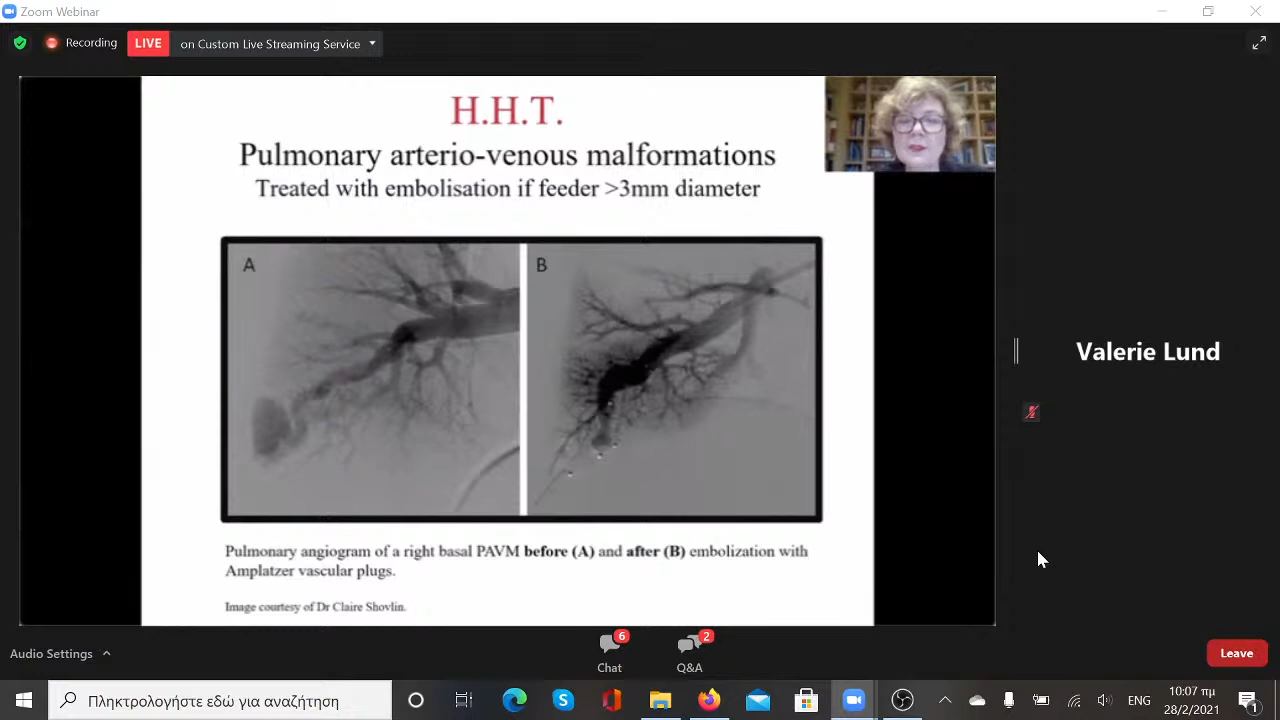 Zoom Webinar
Recording
LIVE
on Custom Live Streaming Service
H.H.T.
Pulmonary arterio-venous malformations
Treated with embolisation if feeder >3mm diameter
A
B
Pulmonary angiogram of a right basal PAVM before (A) and after (B) embolization with
Amplatzer vascular plugs.
Image courtesy of Dr Claire Shovlin.
Valerie Lund
Audio Settings
6
Chat
2
Q&A
Leave
Πληκτρολογήστε εδώ για αναζήτηση
ENG
10:07 πμ
28/2/2021
1